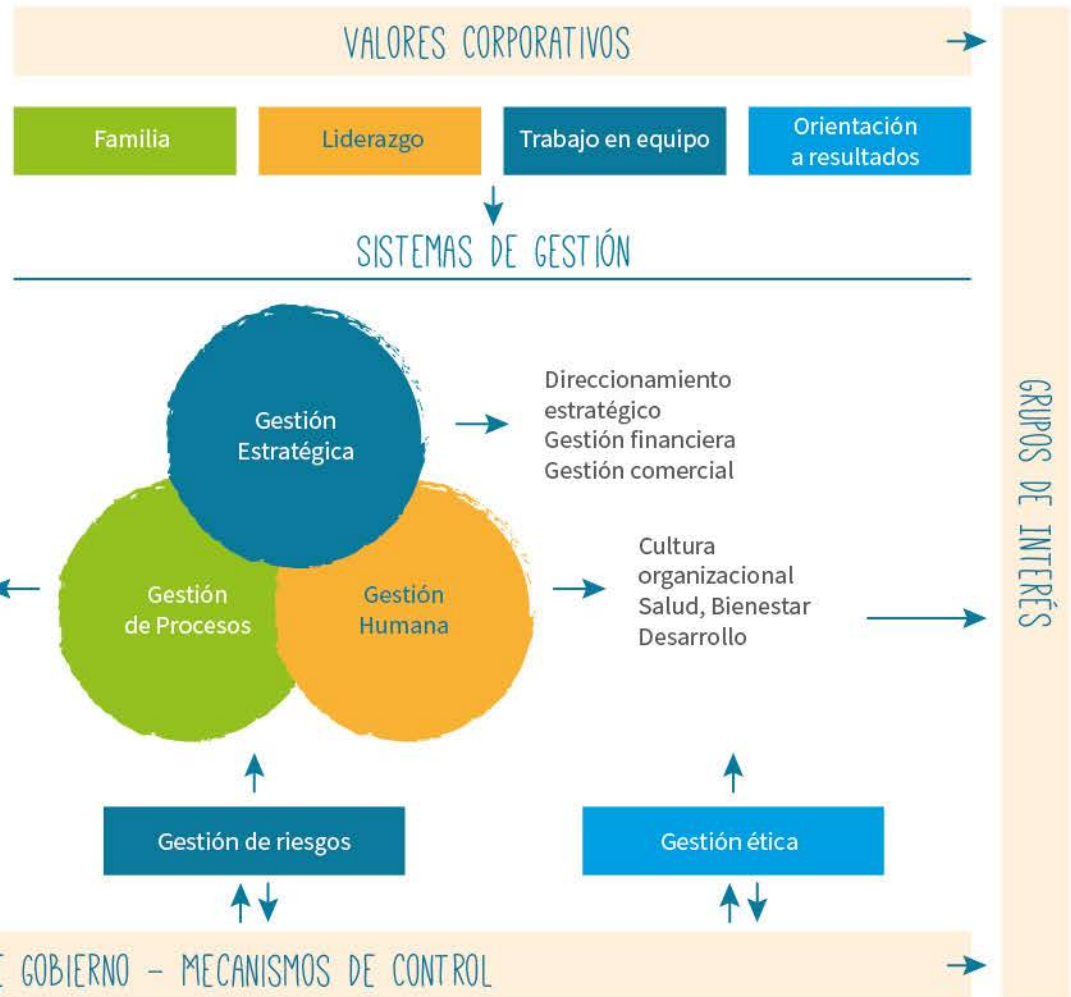 VALORES CORPORATIVOS
Familia
Liderazgo
Trabajo en equipo
Orientación
a resultados
SISTEMAS DE GESTIÓN
Gestión
Estratégica
Direccionamiento
estratégico
Gestión financiera
Gestión comercial
Gestión
de Procesos
Gestión
Humana
Cultura
organizacional
Salud, Bienestar
Desarrollo
GRUPOS DE INTERÉS
Gestión de riesgos
Gestión ética
GOBIERNO – MECANISMOS DE CONTROL